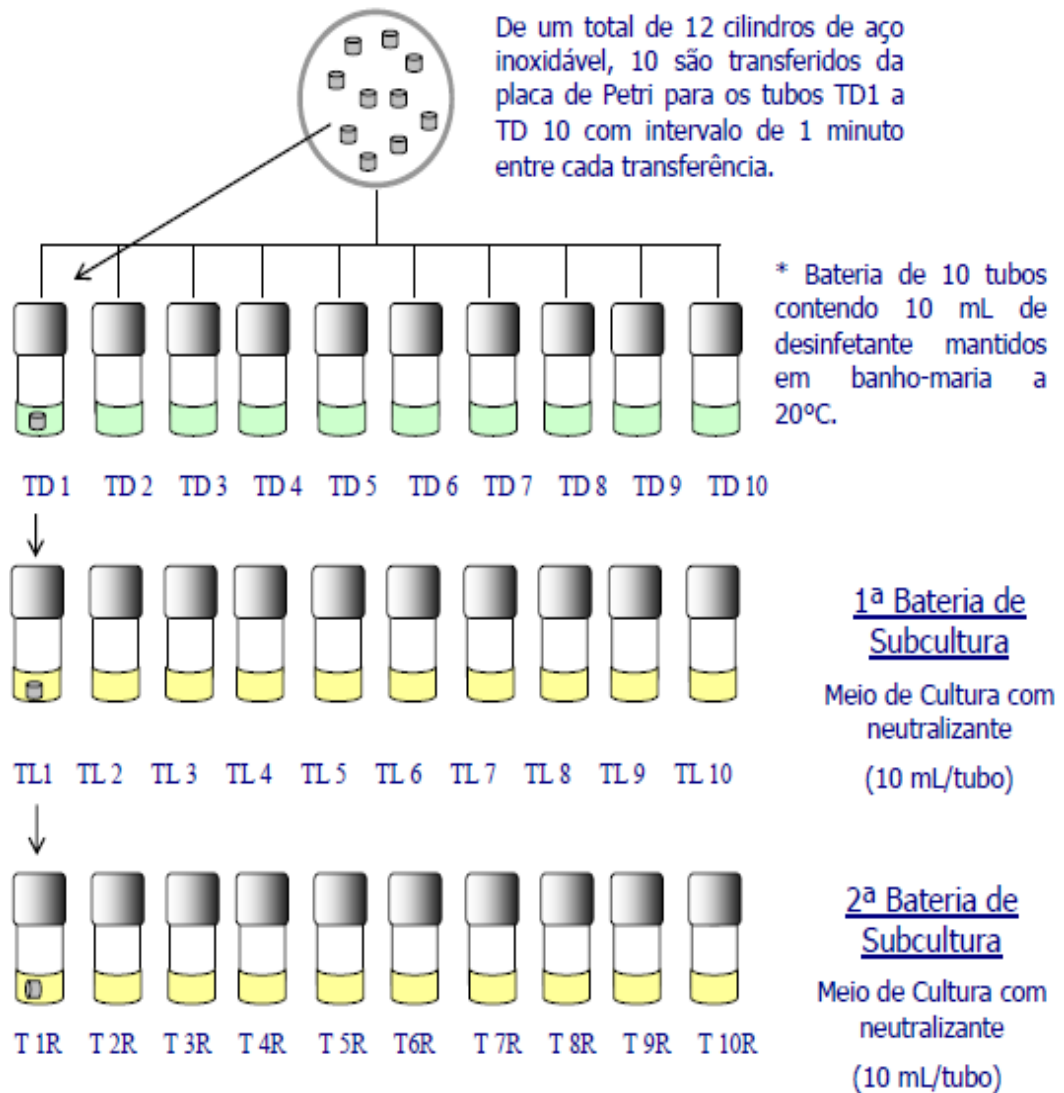 De um total de 12 cilindros de aço
inoxidável, 10 são transferidos da
placa de Petri para os tubos TD1 a
TD 10 com intervalo de 1 minuto
entre cada transferência.
* Bateria de 10 tubos
contendo 10 mL de
desinfetante mantidos
em banho-maria a
20ºC.
TD 1 TD 2 TD 3 TD 4 TD 5 TD 6 TD 7 TD 8 TD 9 TD 10
1ª Bateria de
Subcultura
Meio de Cultura com
neutralizante
(10 mL/tubo)
TL1 TL 2 TL 3 TL 4 TL 5 TL 6 TL 7 TL 8 TL 9 TL 10
2ª Bateria de
Subcultura
Meio de Cultura com
neutralizante
(10 mL/tubo)
T 1R T 2R T 3R T 4R T 5R T6R T 7R T 8R T 9R T 10R